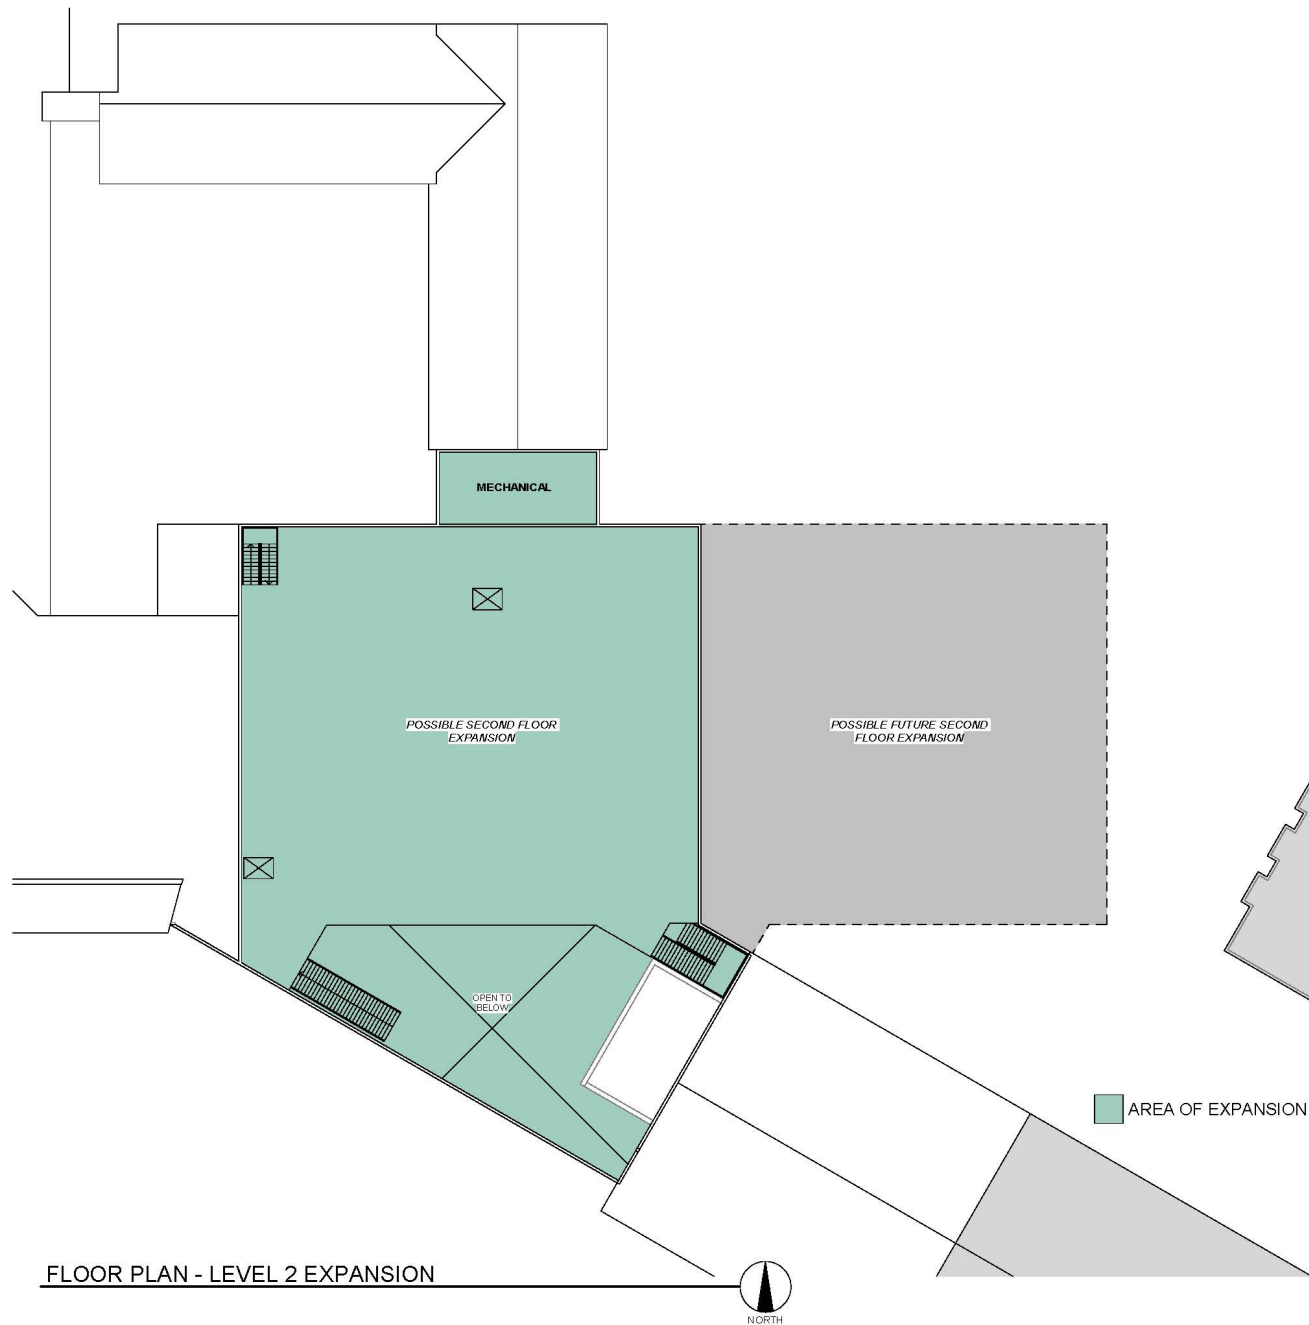 MECHANICAL
POSSIBLE SECOND FLOOR
EXPANSION
POSSIBLE FUTURE SECOND
FLOOR EXPANSION
OPEN TO
BELOW
AREA OF EXPANSION
FLOOR PLAN - LEVEL 2 EXPANSION
NORTH